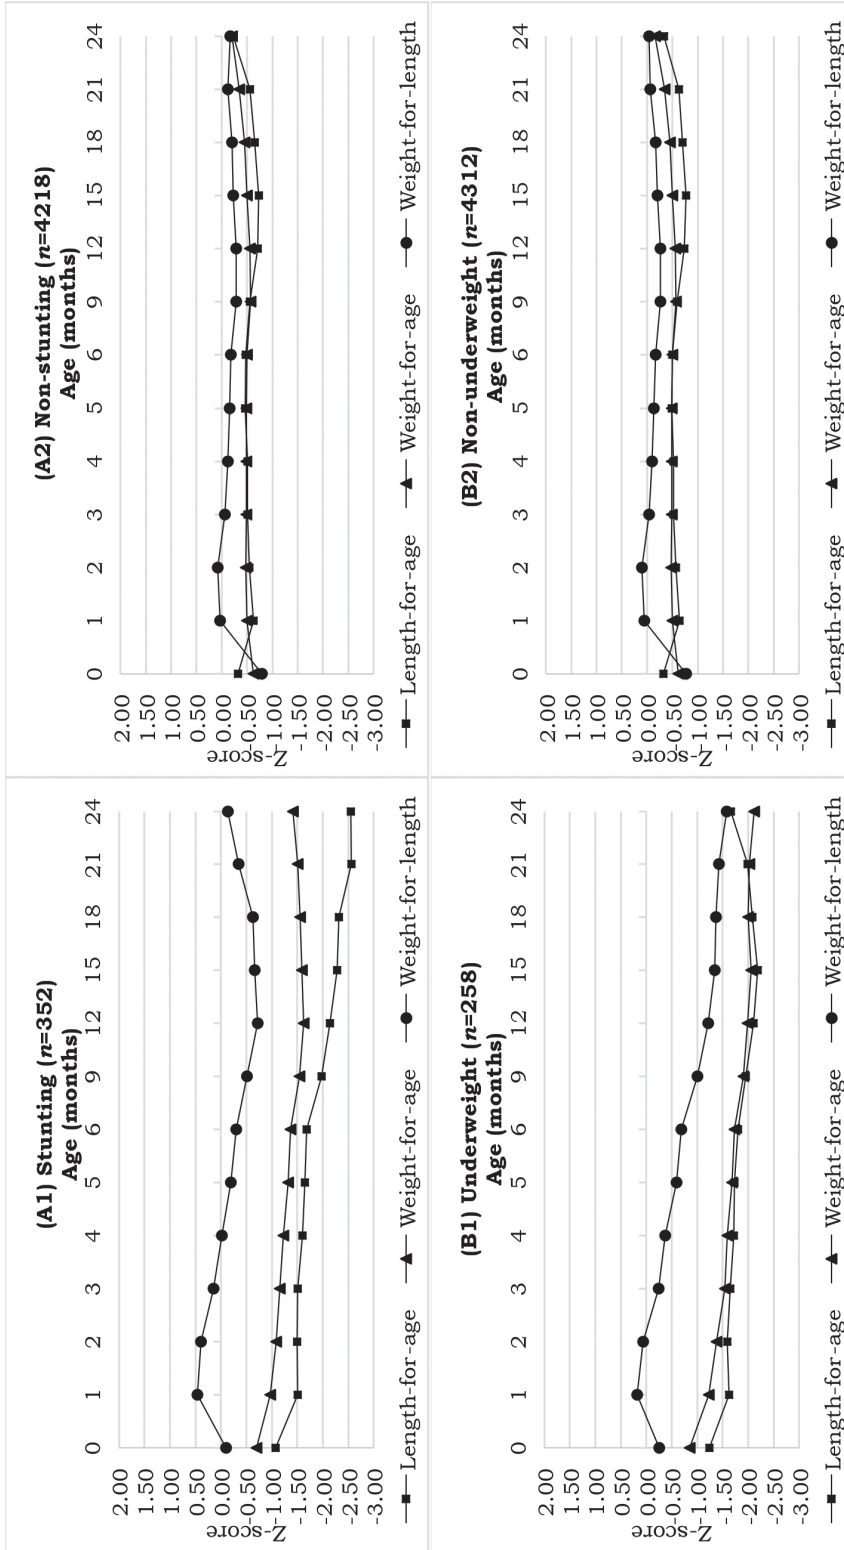 (A1) Stunting (n=352)
Age (months)
0 1 2 3 4 5 6 9 12 15 18 21 24
2.00
1.50
1.00
0.50
0.00
-0.50
-1.00
-1.50
-2.00
-2.50
-3.00
Z-score
Length-for-age Weight-for-age Weight-for-length
(A2) Non-stunting (n=4218)
Age (months)
0 1 2 3 4 5 6 9 12 15 18 21 24
2.00
1.50
1.00
0.50
0.00
-0.50
-1.00
-1.50
-2.00
-2.50
-3.00
Z-score
Length-for-age Weight-for-age Weight-for-length
(B1) Underweight (n=258)
Age (months)
0 1 2 3 4 5 6 9 12 15 18 21 24
2.00
1.50
1.00
0.50
0.00
-0.50
-1.00
-1.50
-2.00
-2.50
-3.00
Z-score
Length-for-age Weight-for-age Weight-for-length
(B2) Non-underweight (n=4312)
Age (months)
0 1 2 3 4 5 6 9 12 15 18 21 24
2.00
1.50
1.00
0.50
0.00
-0.50
-1.00
-1.50
-2.00
-2.50
-3.00
Z-score
Length-for-age Weight-for-age Weight-for-length